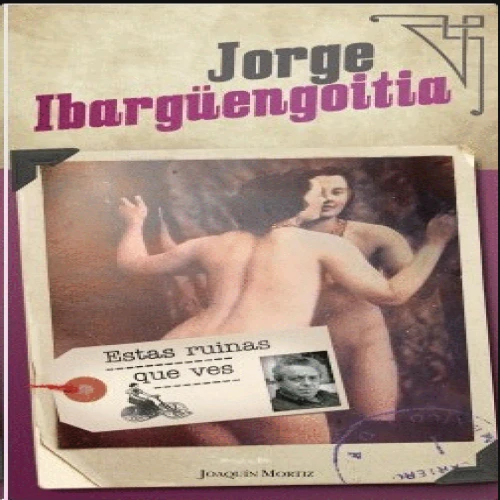 Jorge
Ibargüengoitia
Estas ruinas
que ves
Joaquín Mortiz